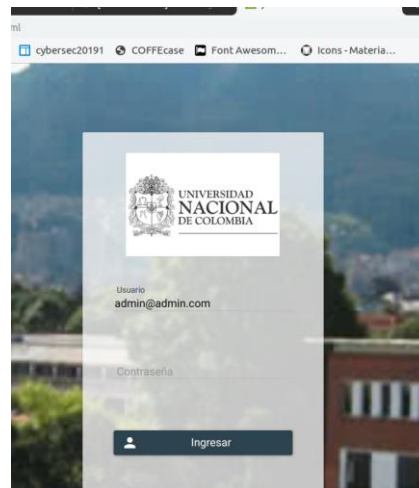 ml
cybersec20191 COFFEcase Font Awesom... Icons - Materia...
UNIVERSIDAD
NACIONAL
DE COLOMBIA
Usuario
admin@admin.com
Contraseña
Ingresar